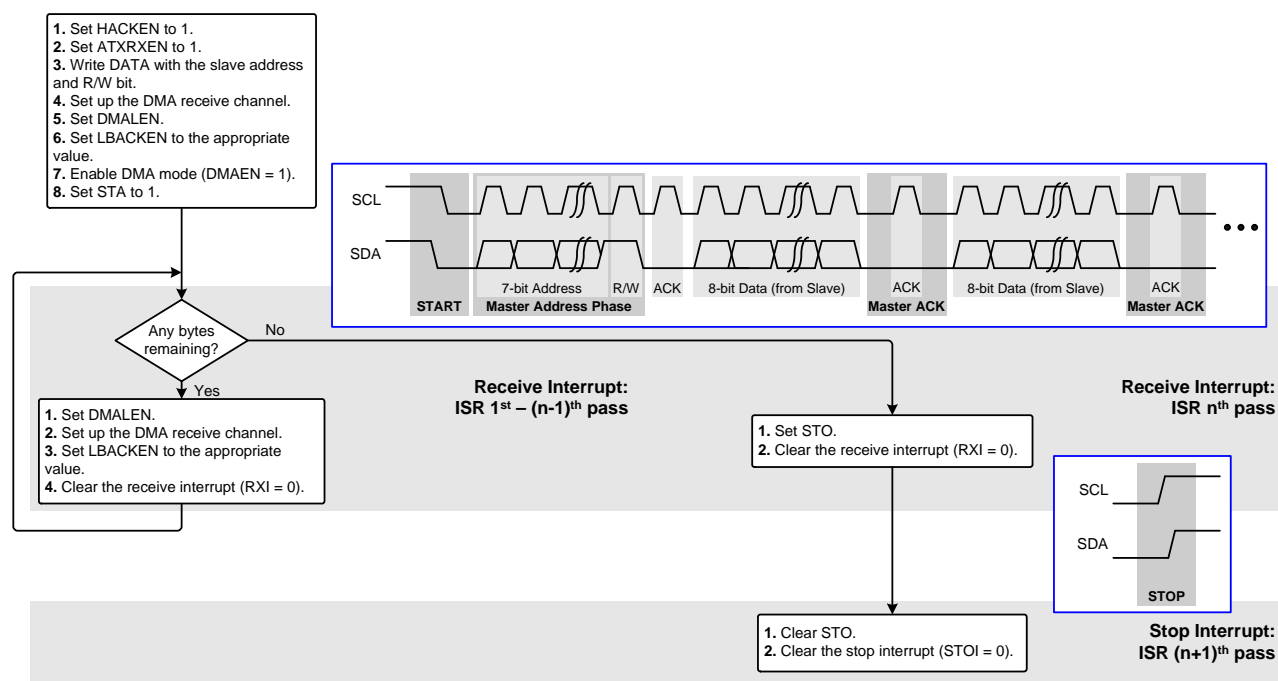 1. Set HACKEN to 1.
2. Set ATXRXEN to 1.
3. Write DATA with the slave address
and R/W bit.
4. Set up the DMA receive channel.
5. Set DMALEN.
6. Set LBACKEN to the appropriate
value.
7. Enable DMA mode (DMAEN = 1).
8. Set STA to 1.
SCL
SDA
7-bit Address
R/W
ACK
8-bit Data (from Slave)
ACK
8-bit Data (from Slave)
ACK
START
Master Address Phase
Master ACK
Master ACK
Any bytes
remaining?
No
Yes
Receive Interrupt:
ISR 1st – (n-1)th pass
Receive Interrupt:
ISR nth pass
1. Set DMALEN.
2. Set up the DMA receive channel.
3. Set LBACKEN to the appropriate
value.
4. Clear the receive interrupt (RXI = 0).
1. Set STO.
2. Clear the receive interrupt (RXI = 0).
SCL
SDA
STOP
1. Clear STO.
2. Clear the stop interrupt (STOI = 0).
Stop Interrupt:
ISR (n+1)th pass